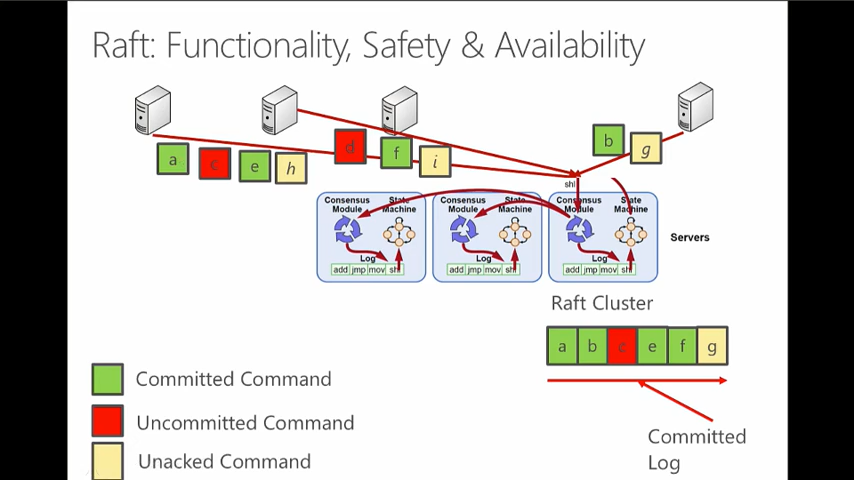 Raft: Functionality, Safety & Availability
a
c
e
h
d
f
i
b
g
shl
Consensus Module
State Machine
Log
add jmp mov shl
Consensus Module
State Machine
Log
add jmp mov shl
Consensus Module
State Machine
Log
add jmp mov shl
Servers
Raft Cluster
a b c e f g
Committed Command
Uncommitted Command
Unacked Command
Committed
Log